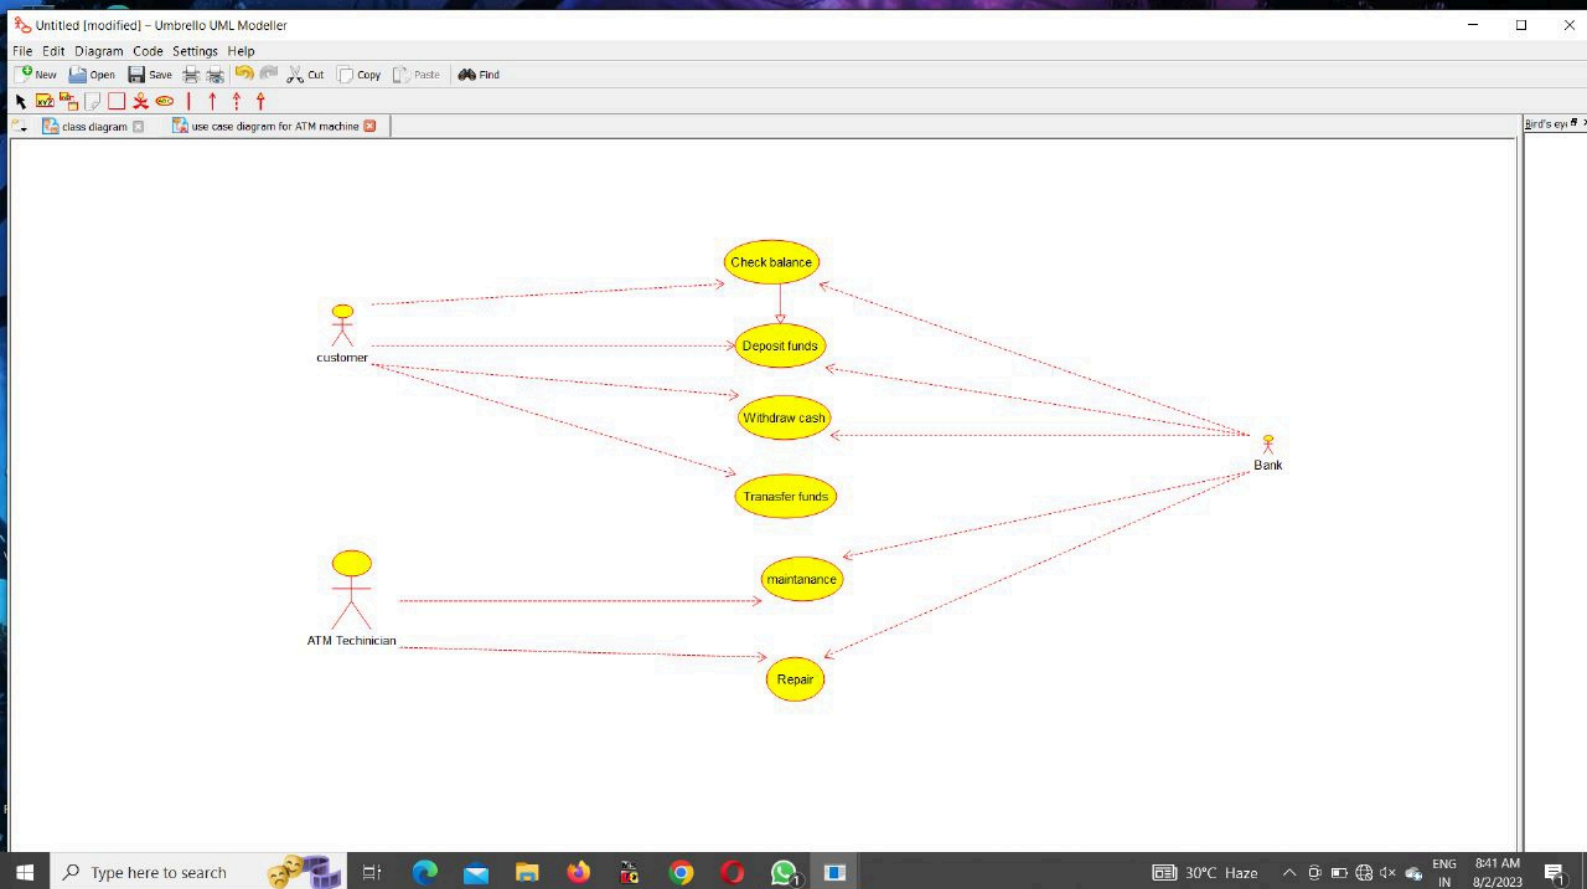 Untitled [modified] – Umbrello UML Modeller
File Edit Diagram Code Settings Help
New Open Save Cut Copy Paste Find
class diagram use case diagram for ATM machine
Bird's eye
Check balance
customer
Deposit funds
Withdraw cash
Bank
Tranasfer funds
maintanance
ATM Techinician
Repair
Type here to search
30°C Haze
ENG
IN
8:41 AM
8/2/2023